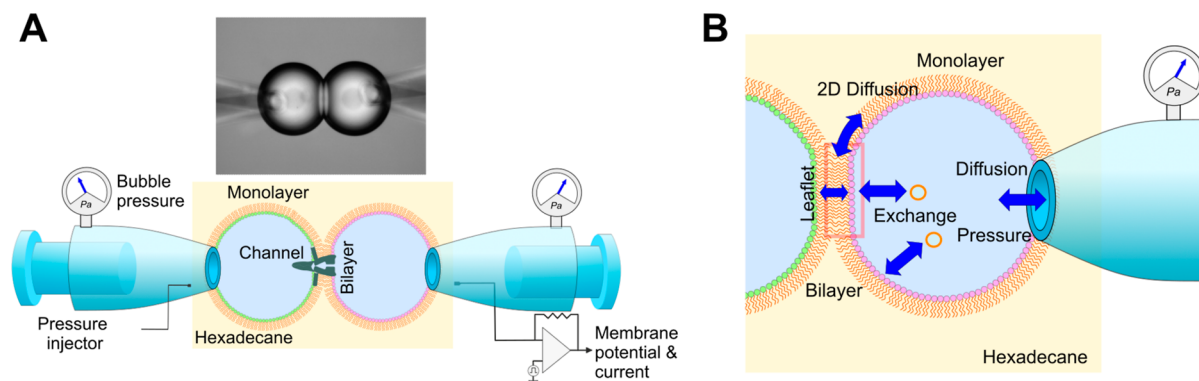 A
Bubble
pressure
Pa
Monolayer
Channel
Bilayer
Pa
Pressure
injector
Hexadecane
Membrane
potential &
current
B
Monolayer
2D Diffusion
Pa
Leaflet
Diffusion
Exchange
Pressure
Bilayer
Hexadecane